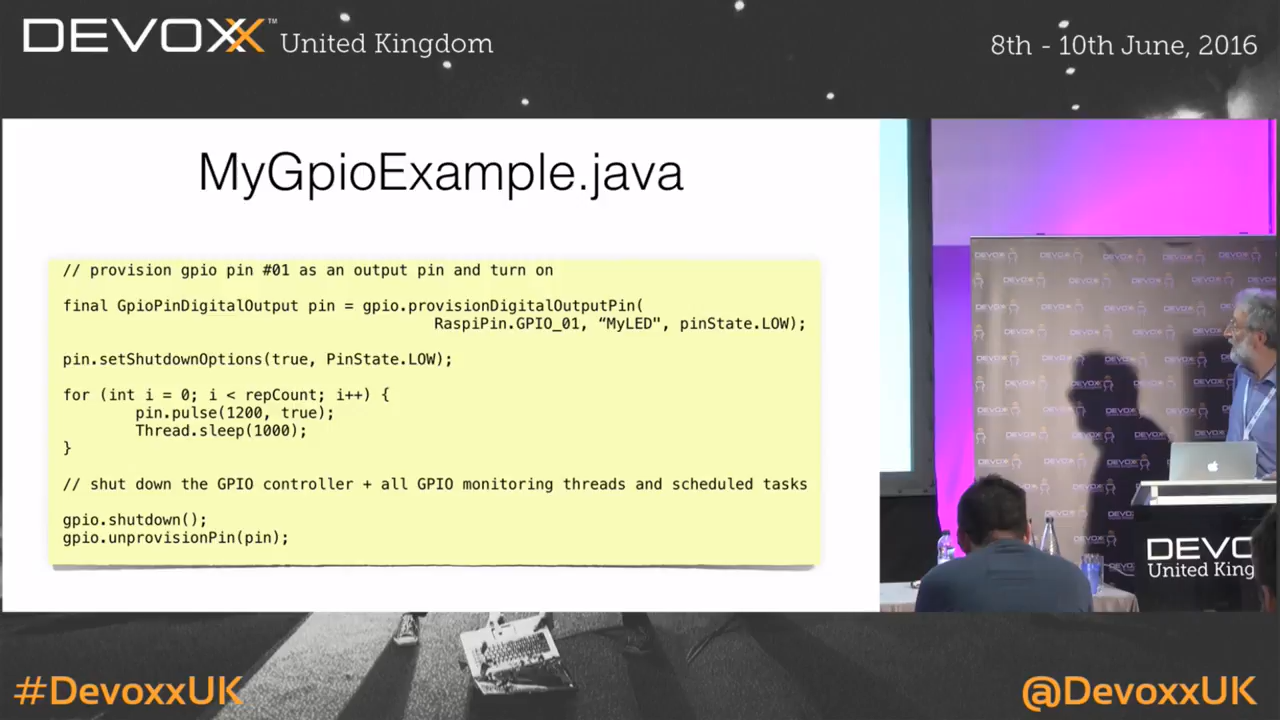 DEVOXX™ United Kingdom
8th - 10th June, 2016
MyGpioExample.java
// provision gpio pin #01 as an output pin and turn on
final GpioPinDigitalOutput pin = gpio.provisionDigitalOutputPin(
RaspiPin.GPIO_01, “MyLED", pinState.LOW);
pin.setShutdownOptions(true, PinState.LOW);
for (int i = 0; i < repCount; i++) {
pin.pulse(1200, true);
Thread.sleep(1000);
}
// shut down the GPIO controller + all GPIO monitoring threads and scheduled tasks
gpio.shutdown();
gpio.unprovisionPin(pin);
DEVO
United King
#DevoxxUK
@DevoxxUK